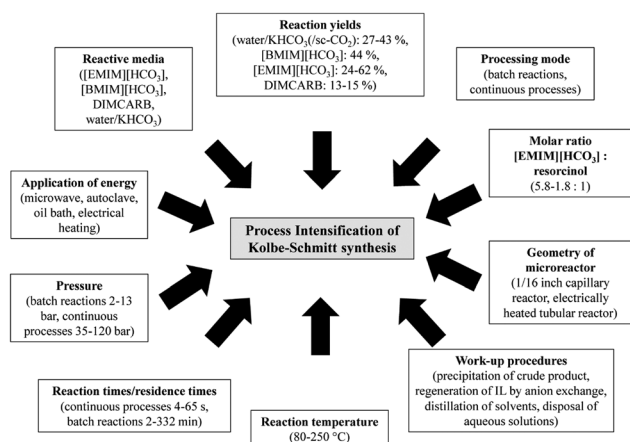 Reaction yields
(water/KHCO₃(/sc-CO₂): 27-43 %,
[BMIM][HCO₃]: 44 %,
[EMIM][HCO₃]: 24-62 %,
DIMCARB: 13-15 %)
Reactive media
([EMIM][HCO₃],
[BMIM][HCO₃],
DIMCARB,
water/KHCO₃)
Processing mode
(batch reactions,
continuous processes)
Molar ratio
[EMIM][HCO₃] :
resorcinol
(5.8-1.8 : 1)
Application of energy
(microwave, autoclave,
oil bath, electrical
heating)
Process Intensification of
Kolbe-Schmitt synthesis
Geometry of
microreactor
(1/16 inch capillary
reactor, electrically
heated tubular reactor)
Pressure
(batch reactions 2-13
bar, continuous
processes 35-120 bar)
Work-up procedures
(precipitation of crude product,
regeneration of IL by anion exchange,
distillation of solvents, disposal of
aqueous solutions)
Reaction times/residence times
(continuous processes 4-65 s,
batch reactions 2-332 min)
Reaction temperature
(80-250 °C)